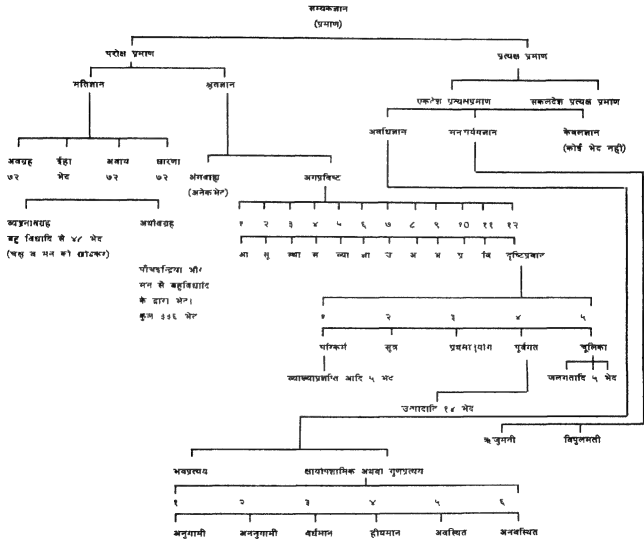 सम्यकज्ञान
(प्रमाण)
परोक्ष प्रमाण प्रत्यक्ष प्रमाण
मतिज्ञान श्रुतज्ञान
एकदेश प्रत्यक्षप्रमाण सकलदेश प्रत्यक्ष प्रमाण
अवधिज्ञान मनःपर्ययज्ञान केवलज्ञान
(कोई भेद नहीं)
अवग्रह ईहा अवाय धारणा
७२ भेद ७२ ७२
अंगबाह्य अंगप्रविष्ट
(अनेकभेद)
१ २ ३ ४ ५ ६ ७ ८ ९ १० ११ १२
आ सू स्था स व्या ज्ञा उ अ अ प्र वि दृष्टिप्रवाद
व्यञ्जनावग्रह अर्थावग्रह
बहु विधादि से ४८ भेद
(चक्षु व मन को छोडकर)
पाँचइन्द्रिया और
मन से बहुविधादि
के द्वारा भेद।
कुल ३३६ भेद
१ २ ३ ४ ५
परिकर्म सूत्र प्रथमानुयोग पूर्वगत चूलिका
व्याख्याप्रज्ञप्ति आदि ५ भेद जलगतादि ५ भेद
उत्पादादि १४ भेद
ऋजुमती विपुलमती
भवप्रत्यय क्षायोपशमिक अथवा गुणप्रत्यय
१ २ ३ ४ ५ ६
अनुगामी अननुगामी वर्धमान हीयमान अवस्थित अनवस्थित